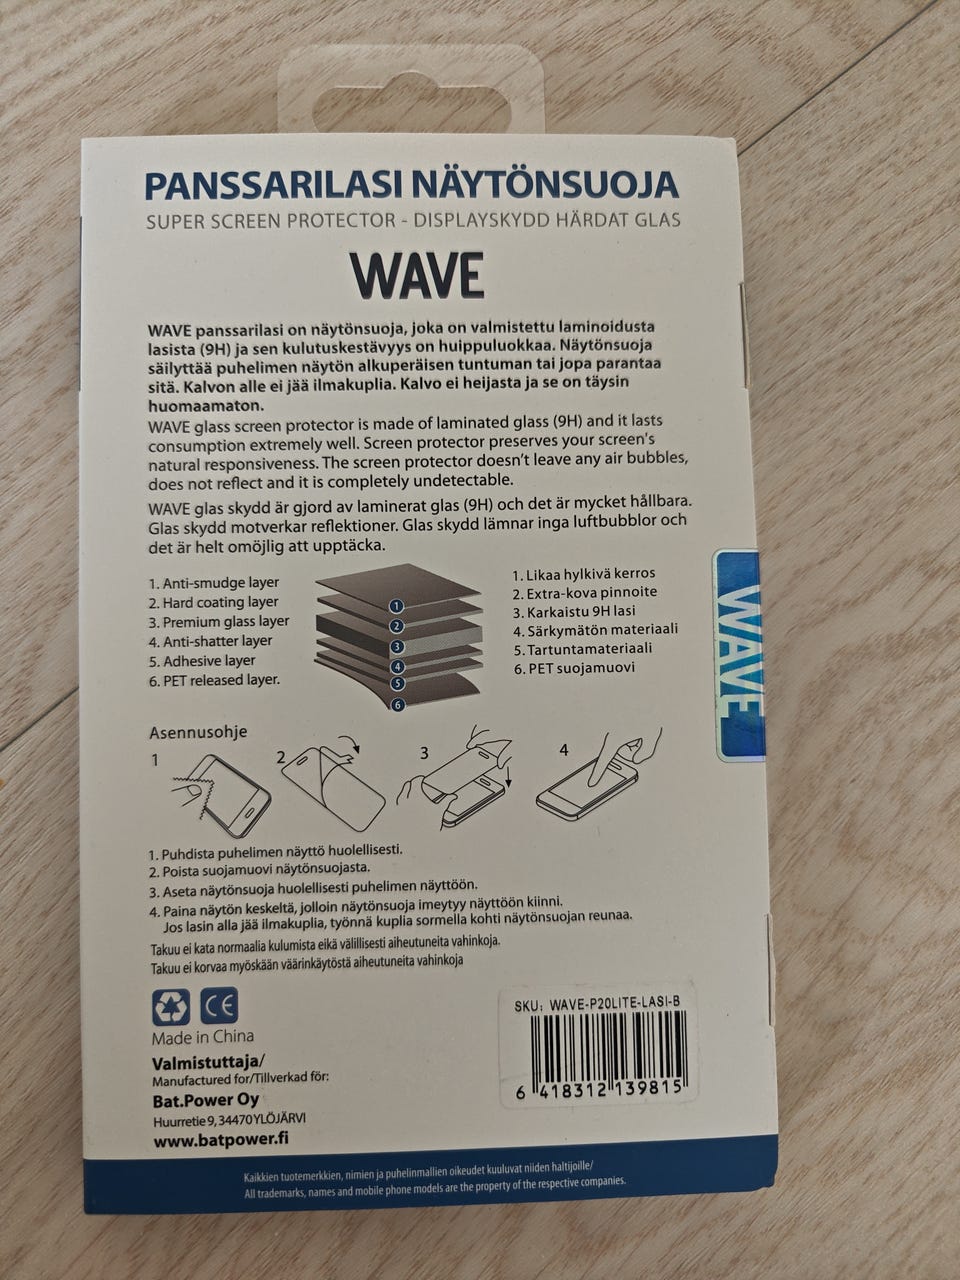 PANSSARILASI NÄYTÖNSUOJA
SUPER SCREEN PROTECTOR - DISPLAYSKYDD HÄRDAT GLAS
WAVE
WAVE panssarilasi on näytönsuoja, joka on valmistettu laminoidusta
lasista (9H) ja sen kulutuskestävyys on huippuluokkaa. Näytönsuoja
säilyttää puhelimen näytön alkuperäisen tuntuman tai jopa parantaa
sitä. Kalvon alle ei jää ilmakuplia. Kalvo ei heijasta ja se on täysin
huomaamaton.
WAVE glass screen protector is made of laminated glass (9H) and it lasts
consumption extremely well. Screen protector preserves your screen's
natural responsiveness. The screen protector doesn't leave any air bubbles,
does not reflect and it is completely undetectable.
WAVE glas skydd är gjord av laminerat glas (9H) och det är mycket hållbara.
Glas skydd motverkar reflektioner. Glas skydd lämnar inga luftbubblor och
det är helt omöjlig att upptäcka.
1. Anti-smudge layer
2. Hard coating layer
3. Premium glass layer
4. Anti-shatter layer
5. Adhesive layer
6. PET released layer.
1
2
3
4
5
6
1. Likaa hylkivä kerros
2. Extra-kova pinnoite
3. Karkaistu 9H lasi
4. Särkymätön materiaali
5. Tartuntamateriaali
6. PET suojamuovi
WAVE
Asennusohje
1
2
3
4
1. Puhdista puhelimen näyttö huolellisesti.
2. Poista suojamuovi näytönsuojasta.
3. Aseta näytönsuoja huolellisesti puhelimen näyttöön.
4. Paina näytön keskeltä, jolloin näytönsuoja imeytyy näyttöön kiinni.
Jos lasin alla jää ilmakuplia, työnnä kuplia sormella kohti näytönsuojan reunaa.
Takuu ei kata normaalia kulumista eikä välillisesti aiheutuneita vahinkoja.
Takuu ei korvaa myöskään väärinkäytöstä aiheutuneita vahinkoja
CE
Made in China
Valmistuttaja/
Manufactured for/Tillverkad för:
Bat.Power Oy
Huurretie 9, 34470 YLÖJÄRVI
www.batpower.fi
SKU: WAVE-P20LITE-LASI-B
6 418312 139815
Kaikkien tuotemerkkien, nimien ja puhelinmallien oikeudet kuuluvat niiden haltijoille/
All trademarks, names and mobile phone models are the property of the respective companies.